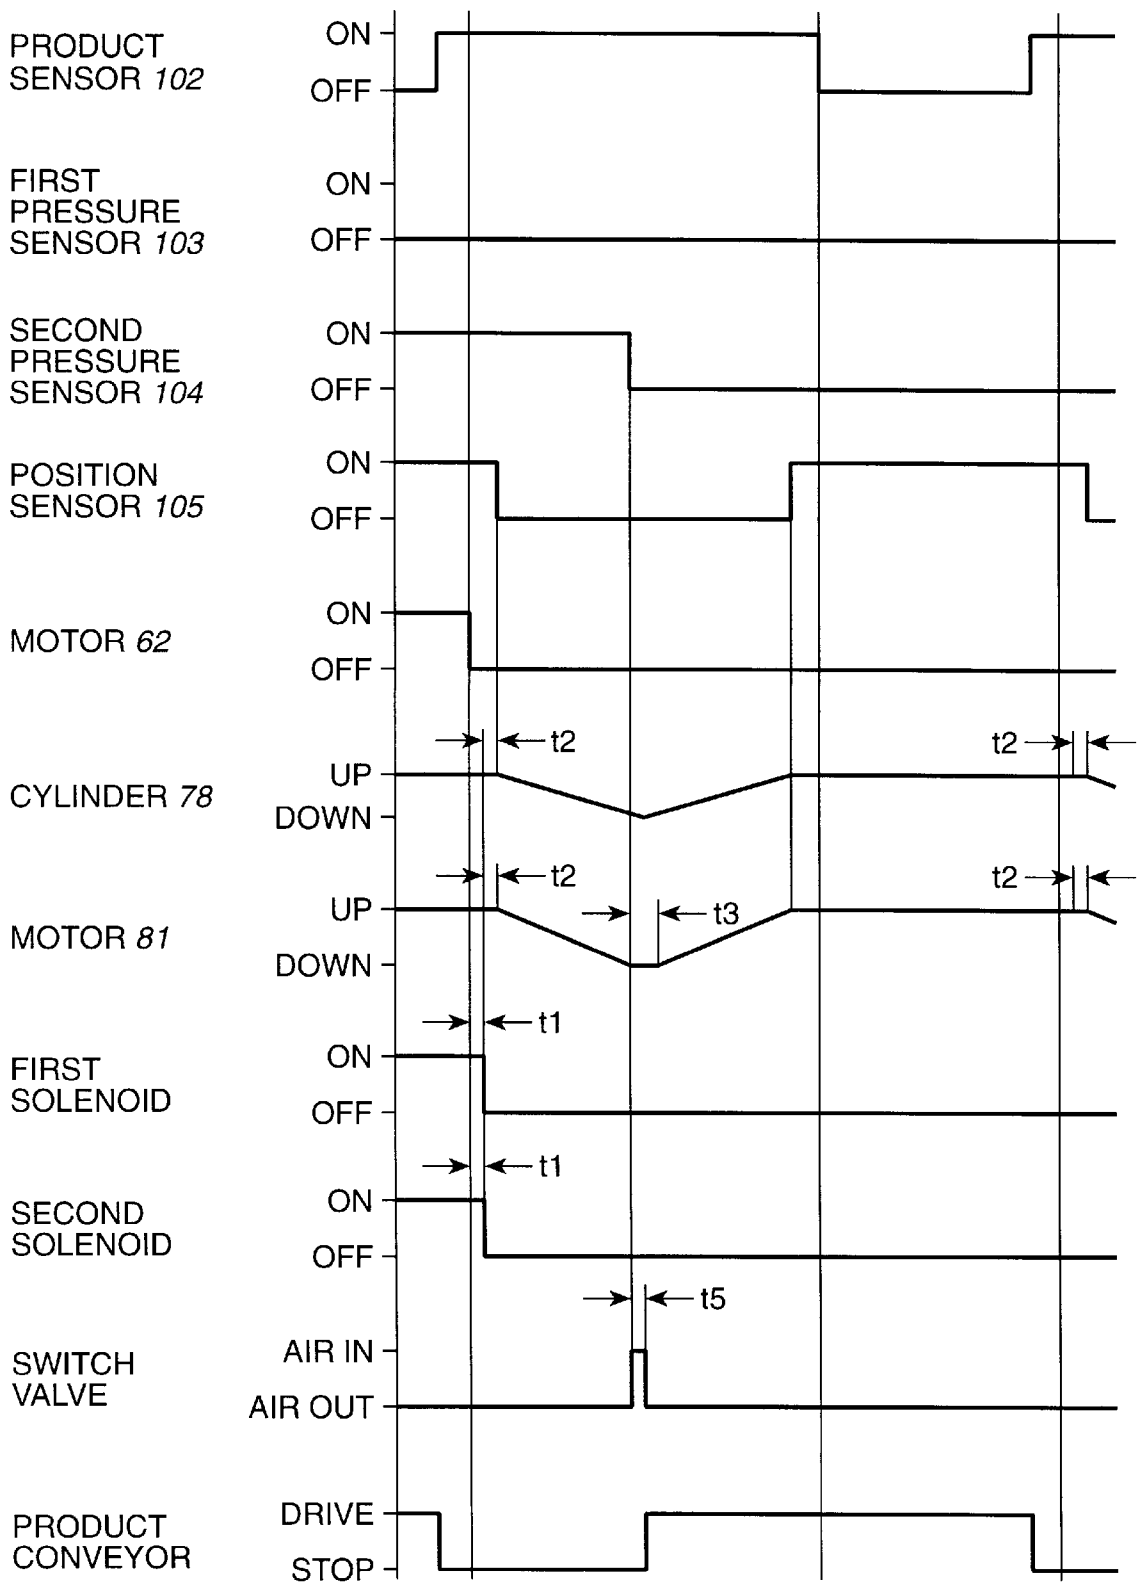 PRODUCT
SENSOR 102
ON
OFF
FIRST
PRESSURE
SENSOR 103
ON
OFF
SECOND
PRESSURE
SENSOR 104
ON
OFF
POSITION
SENSOR 105
ON
OFF
MOTOR 62
ON
OFF
t2
t2
CYLINDER 78
UP
DOWN
t2
t2
MOTOR 81
UP
DOWN
t3
t1
FIRST
SOLENOID
ON
OFF
t1
SECOND
SOLENOID
ON
OFF
t5
SWITCH
VALVE
AIR IN
AIR OUT
PRODUCT
CONVEYOR
DRIVE
STOP